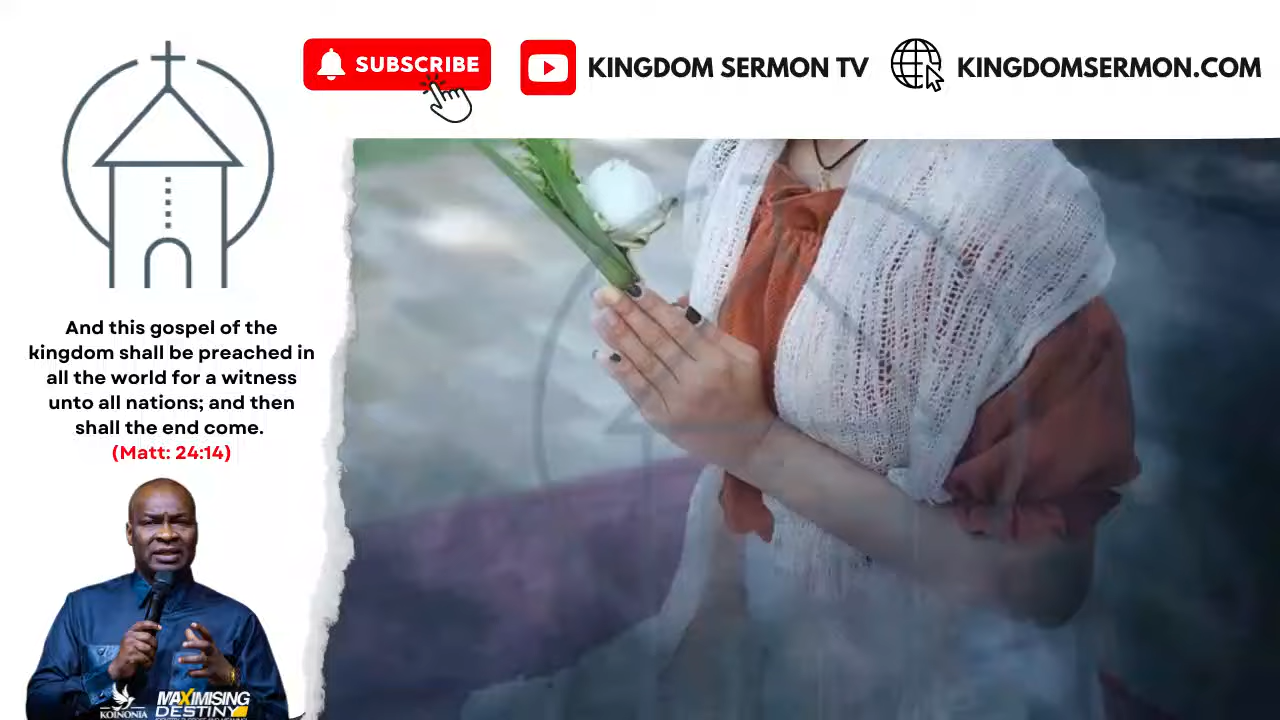 SUBSCRIBE
KINGDOM SERMON TV
KINGDOMSERMON.COM
And this gospel of the
kingdom shall be preached in
all the world for a witness
unto all nations; and then
shall the end come.
(Matt: 24:14)
KOINONIA
MAXIMISING
DESTINY